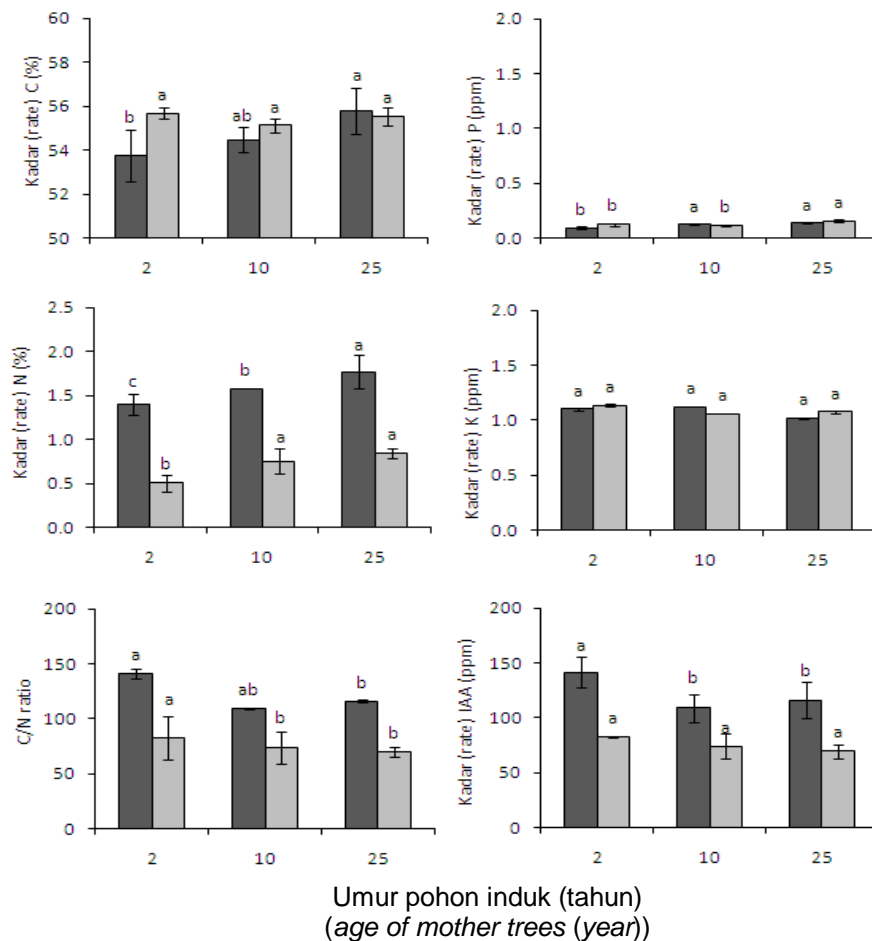 60
58
56
54
52
50
Kadar (rate) C (%)
b a ab a a a
2 10 25
2.0
1.5
1.0
0.5
0.0
Kadar (rate) P (ppm)
b b a b a a
2 10 25
2.5
2.0
1.5
1.0
0.5
0.0
Kadar (rate) N (%)
c b b a a a
2 10 25
2.0
1.5
1.0
0.5
0.0
Kadar (rate) K (ppm)
a a a a a a
2 10 25
200
150
100
50
0
C/N ratio
a a ab b b b
2 10 25
200
150
100
50
0
Kadar (rate) IAA (ppm)
a a b a b a
2 10 25
Umur pohon induk (tahun)
(age of mother trees (year))